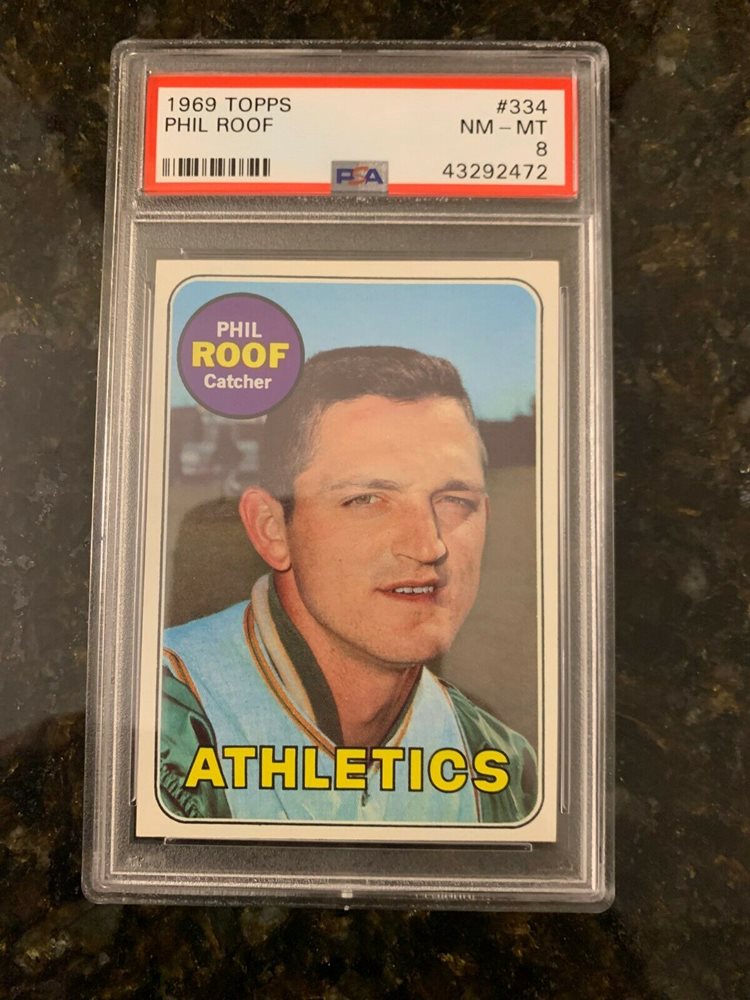 1969 TOPPS #334
PHIL ROOF NM - MT
8
PSA 43292472
PHIL
ROOF
Catcher
ATHLETICS